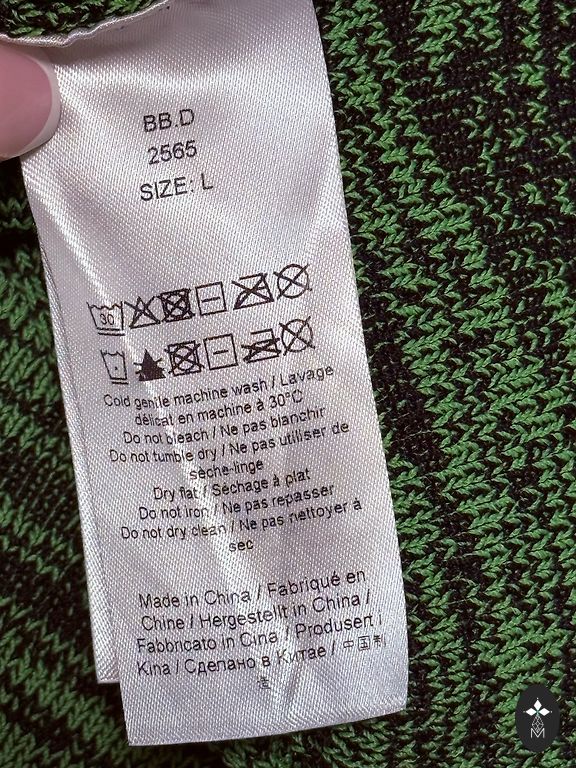 BB.D
2565
SIZE: L
30
Cold gentle machine wash / Lavage
délicat en machine à 30°C
Do not bleach / Ne pas blanchir
Do not tumble dry / Ne pas utiliser de
sèche-linge
Dry flat / Séchage à plat
Do not iron / Ne pas repasser
Do not dry clean / Ne pas nettoyer à
sec
Made in China / Fabriqué en
Chine / Hergestellt in China /
Fabbricato in Cina / Produsert i
Kina / Сделано в Китае / 中国制
造
M